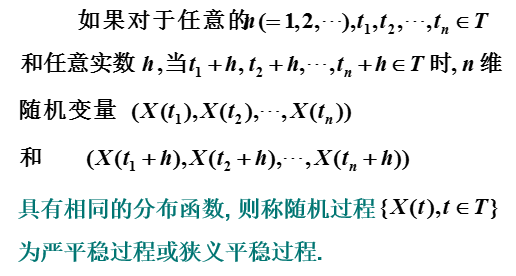 如果对于任意的n(=1,2,⋯),t₁,t₂,⋯,tₙ∈T
和任意实数 h,当t₁+h,t₂+h,⋯,tₙ+h∈T 时,n 维
随机变量 (X(t₁),X(t₂),⋯,X(tₙ))
和 (X(t₁+h),X(t₂+h),⋯,X(tₙ+h))
具有相同的分布函数,则称随机过程{X(t),t∈T}
为严平稳过程或狭义平稳过程.